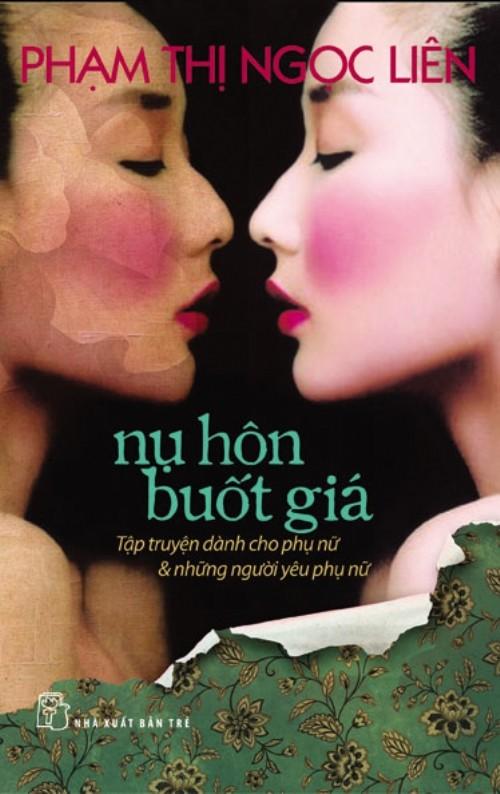 PHẠM THỊ NGỌC LIÊN
nụ hôn
buốt giá
Tập truyện dành cho phụ nữ
& những người yêu phụ nữ
NHÀ XUẤT BẢN TRẺ